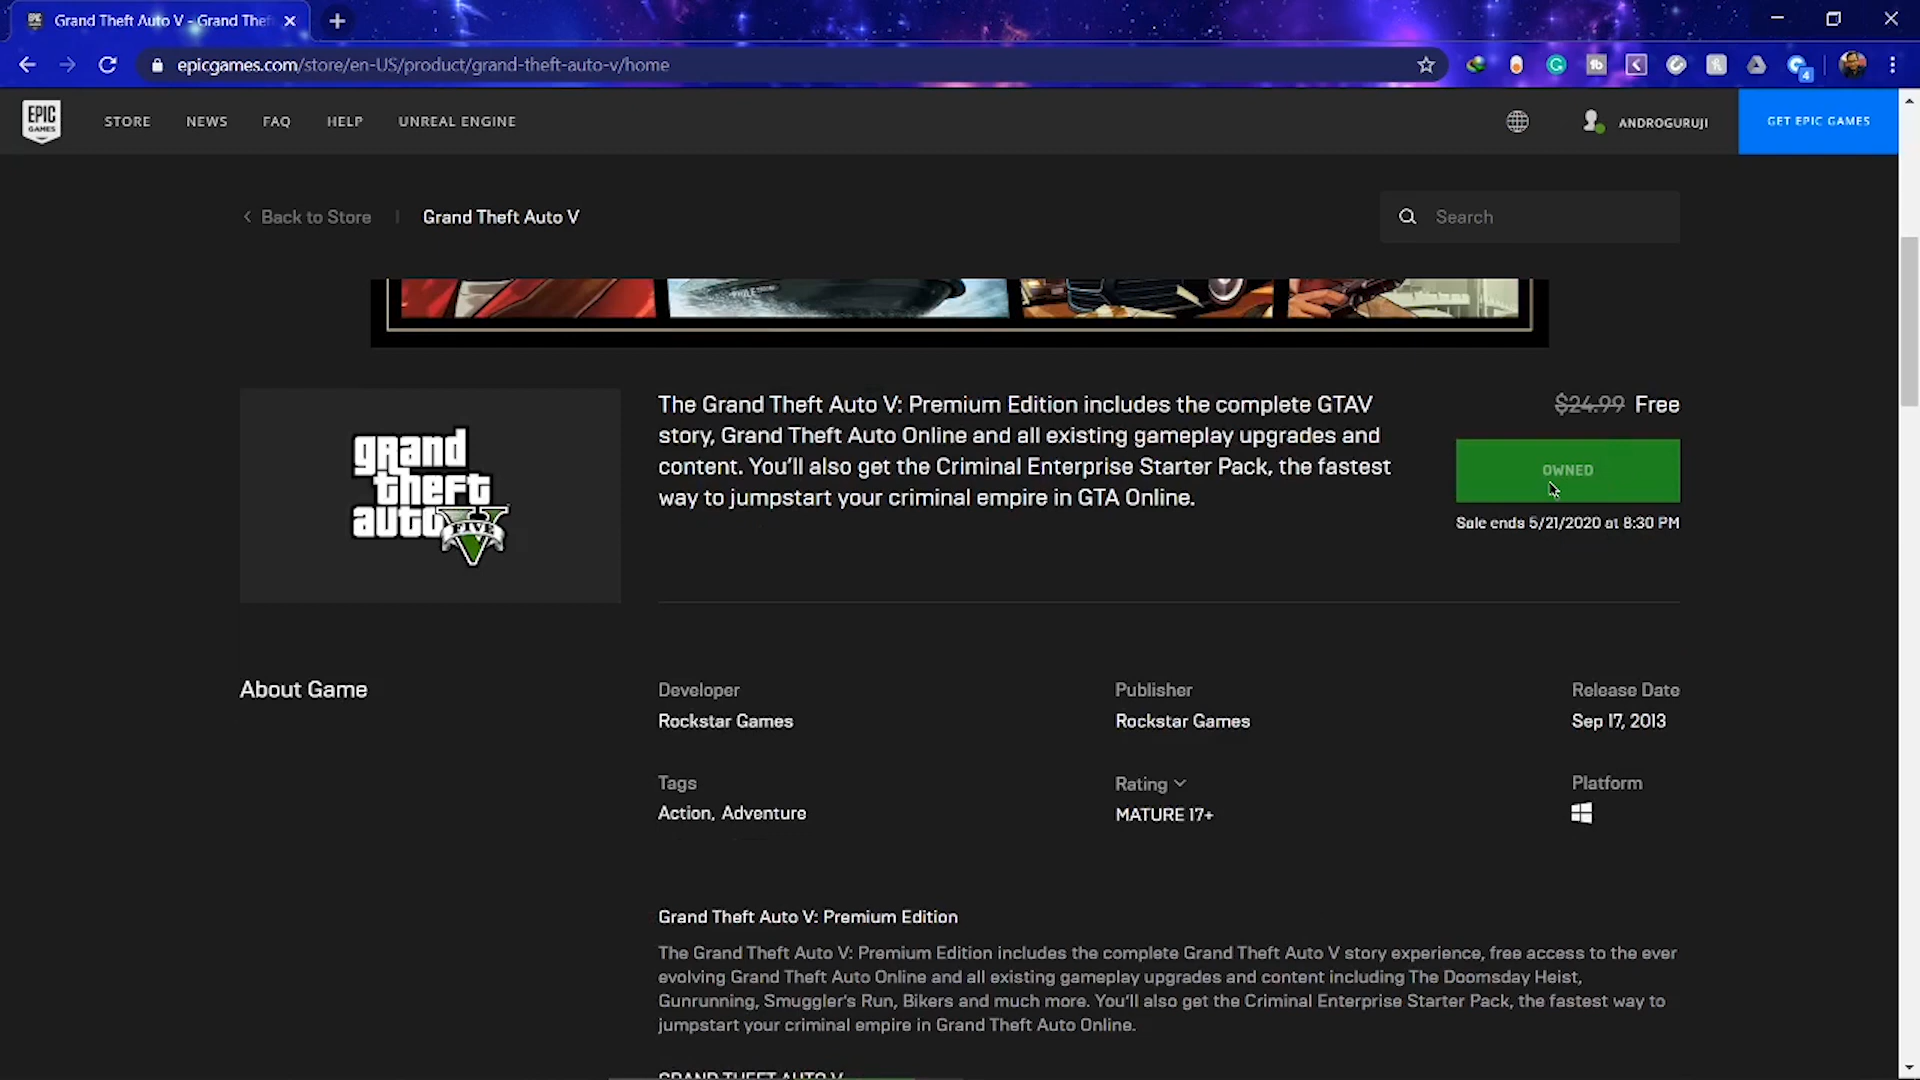 Grand Theft Auto V - Grand Thef
epicgames.com/store/en-US/product/grand-theft-auto-v/home
4
EPIC GAMES
STORE NEWS FAQ HELP UNREAL ENGINE
ANDROGURUJI
GET EPIC GAMES
Back to Store | Grand Theft Auto V
Search
The Grand Theft Auto V: Premium Edition includes the complete GTAV
story, Grand Theft Auto Online and all existing gameplay upgrades and
content. You'll also get the Criminal Enterprise Starter Pack, the fastest
way to jumpstart your criminal empire in GTA Online.
$24.99 Free
OWNED
Sale ends 5/21/2020 at 8:30 PM
grand
theft
auto
V
FIVE
About Game
Developer
Rockstar Games
Publisher
Rockstar Games
Release Date
Sep 17, 2013
Tags
Action, Adventure
Rating
MATURE 17+
Platform
Grand Theft Auto V: Premium Edition
The Grand Theft Auto V: Premium Edition includes the complete Grand Theft Auto V story experience, free access to the ever
evolving Grand Theft Auto Online and all existing gameplay upgrades and content including The Doomsday Heist,
Gunrunning, Smuggler's Run, Bikers and much more. You'll also get the Criminal Enterprise Starter Pack, the fastest way to
jumpstart your criminal empire in Grand Theft Auto Online.
GRAND THEFT AUTO V